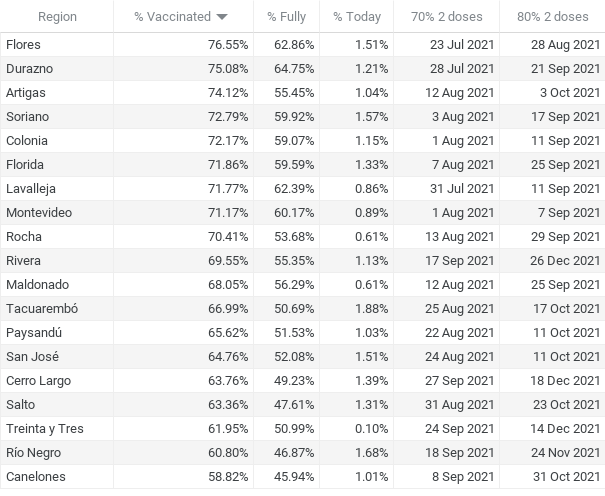 Region % Vaccinated % Fully % Today 70% 2 doses 80% 2 doses
Flores 76.55% 62.86% 1.51% 23 Jul 2021 28 Aug 2021
Durazno 75.08% 64.75% 1.21% 28 Jul 2021 21 Sep 2021
Artigas 74.12% 55.45% 1.04% 12 Aug 2021 3 Oct 2021
Soriano 72.79% 59.92% 1.57% 3 Aug 2021 17 Sep 2021
Colonia 72.17% 59.07% 1.15% 1 Aug 2021 11 Sep 2021
Florida 71.86% 59.59% 1.33% 7 Aug 2021 25 Sep 2021
Lavalleja 71.77% 62.39% 0.86% 31 Jul 2021 11 Sep 2021
Montevideo 71.17% 60.17% 0.89% 1 Aug 2021 7 Sep 2021
Rocha 70.41% 53.68% 0.61% 13 Aug 2021 29 Sep 2021
Rivera 69.55% 55.35% 1.13% 17 Sep 2021 26 Dec 2021
Maldonado 68.05% 56.29% 0.61% 12 Aug 2021 25 Sep 2021
Tacuarembó 66.99% 50.69% 1.88% 25 Aug 2021 17 Oct 2021
Paysandú 65.62% 51.53% 1.03% 22 Aug 2021 11 Oct 2021
San José 64.76% 52.08% 1.51% 24 Aug 2021 11 Oct 2021
Cerro Largo 63.76% 49.23% 1.39% 27 Sep 2021 18 Dec 2021
Salto 63.36% 47.61% 1.31% 31 Aug 2021 23 Oct 2021
Treinta y Tres 61.95% 50.99% 0.10% 24 Sep 2021 14 Dec 2021
Río Negro 60.80% 46.87% 1.68% 18 Sep 2021 24 Nov 2021
Canelones 58.82% 45.94% 1.01% 8 Sep 2021 31 Oct 2021